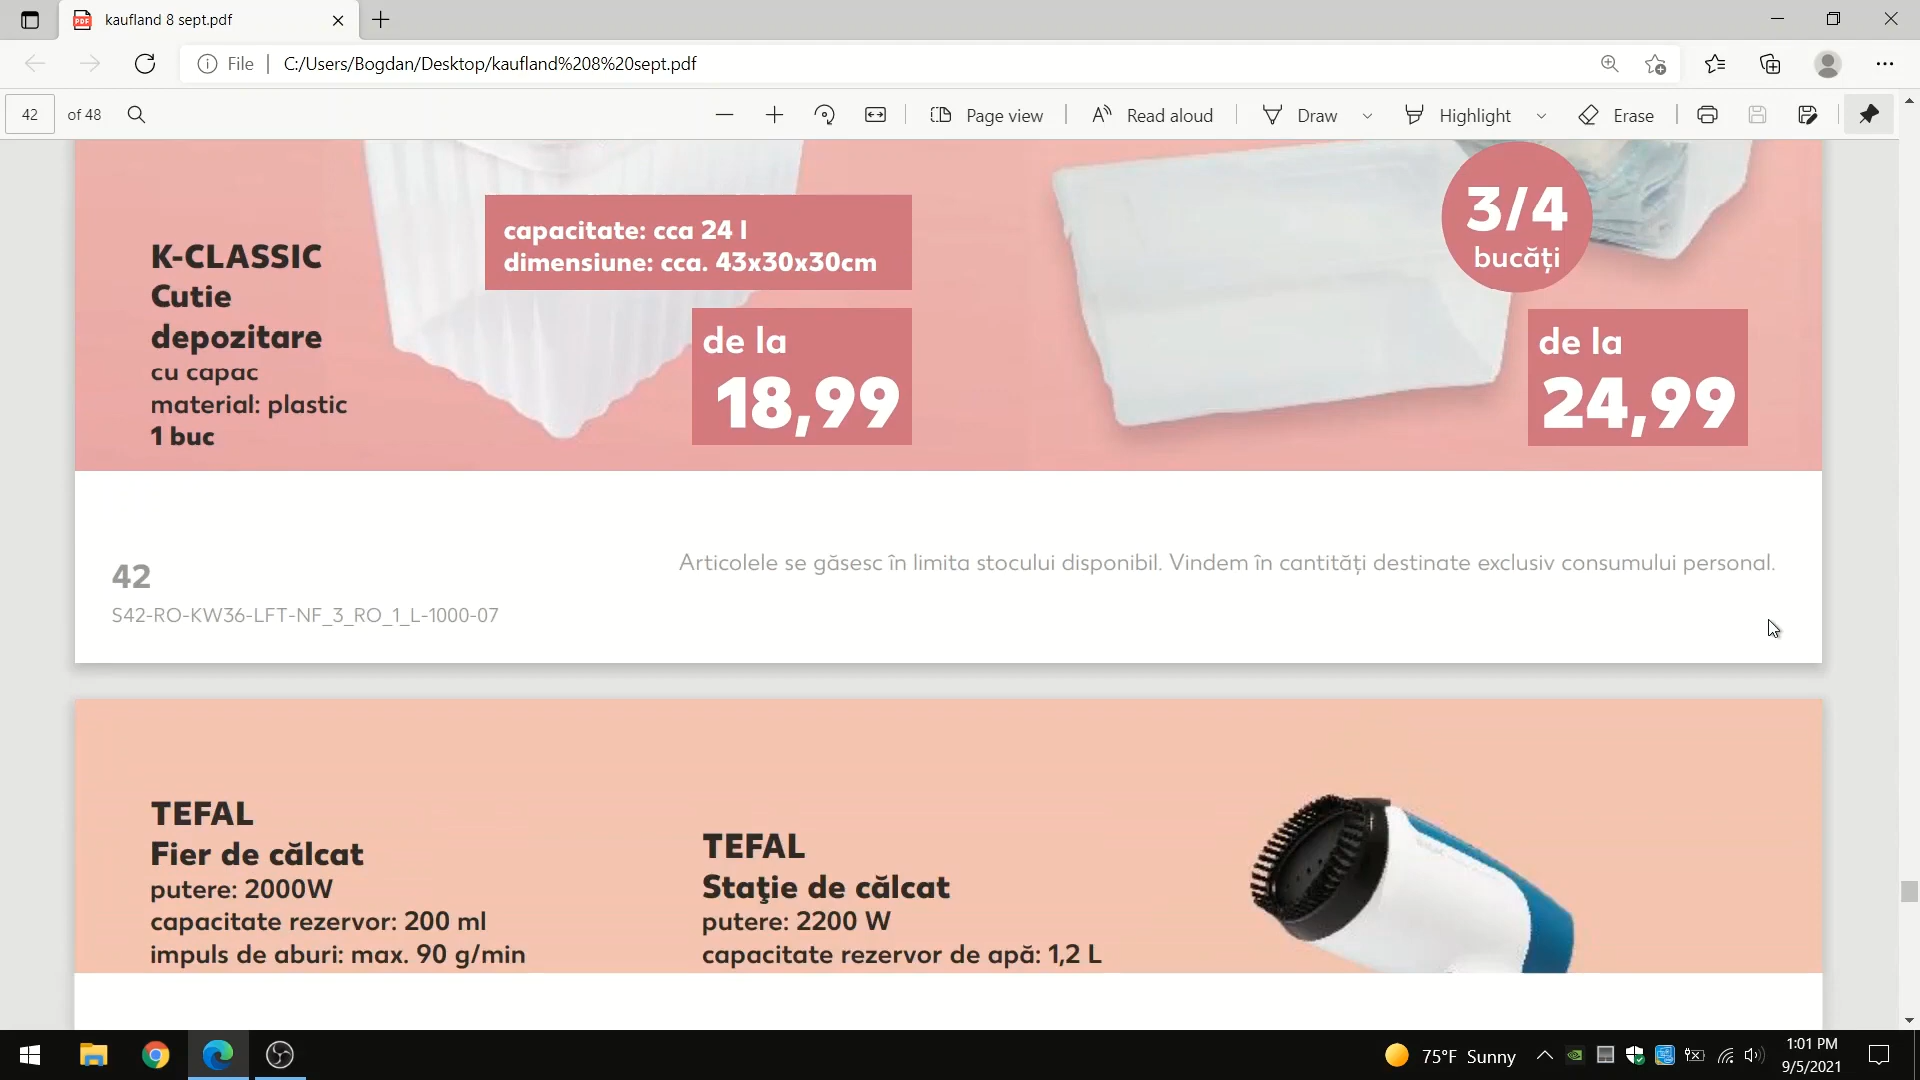 kaufland 8 sept.pdf
File
C:/Users/Bogdan/Desktop/kaufland%208%20sept.pdf
42 of 48
Page view
Read aloud
Draw
Highlight
Erase
K-CLASSIC
Cutie
depozitare
cu capac
material: plastic
1 buc
capacitate: cca 24 l
dimensiune: cca. 43x30x30cm
de la
18,99
3/4
bucăți
de la
24,99
42
S42-RO-KW36-LFT-NF_3_RO_1_L-1000-07
Articolele se găsesc în limita stocului disponibil. Vindem în cantități destinate exclusiv consumului personal.
TEFAL
Fier de călcat
putere: 2000W
capacitate rezervor: 200 ml
impuls de aburi: max. 90 g/min
TEFAL
Staţie de călcat
putere: 2200 W
capacitate rezervor de apă: 1,2 L
75°F Sunny
1:01 PM
9/5/2021